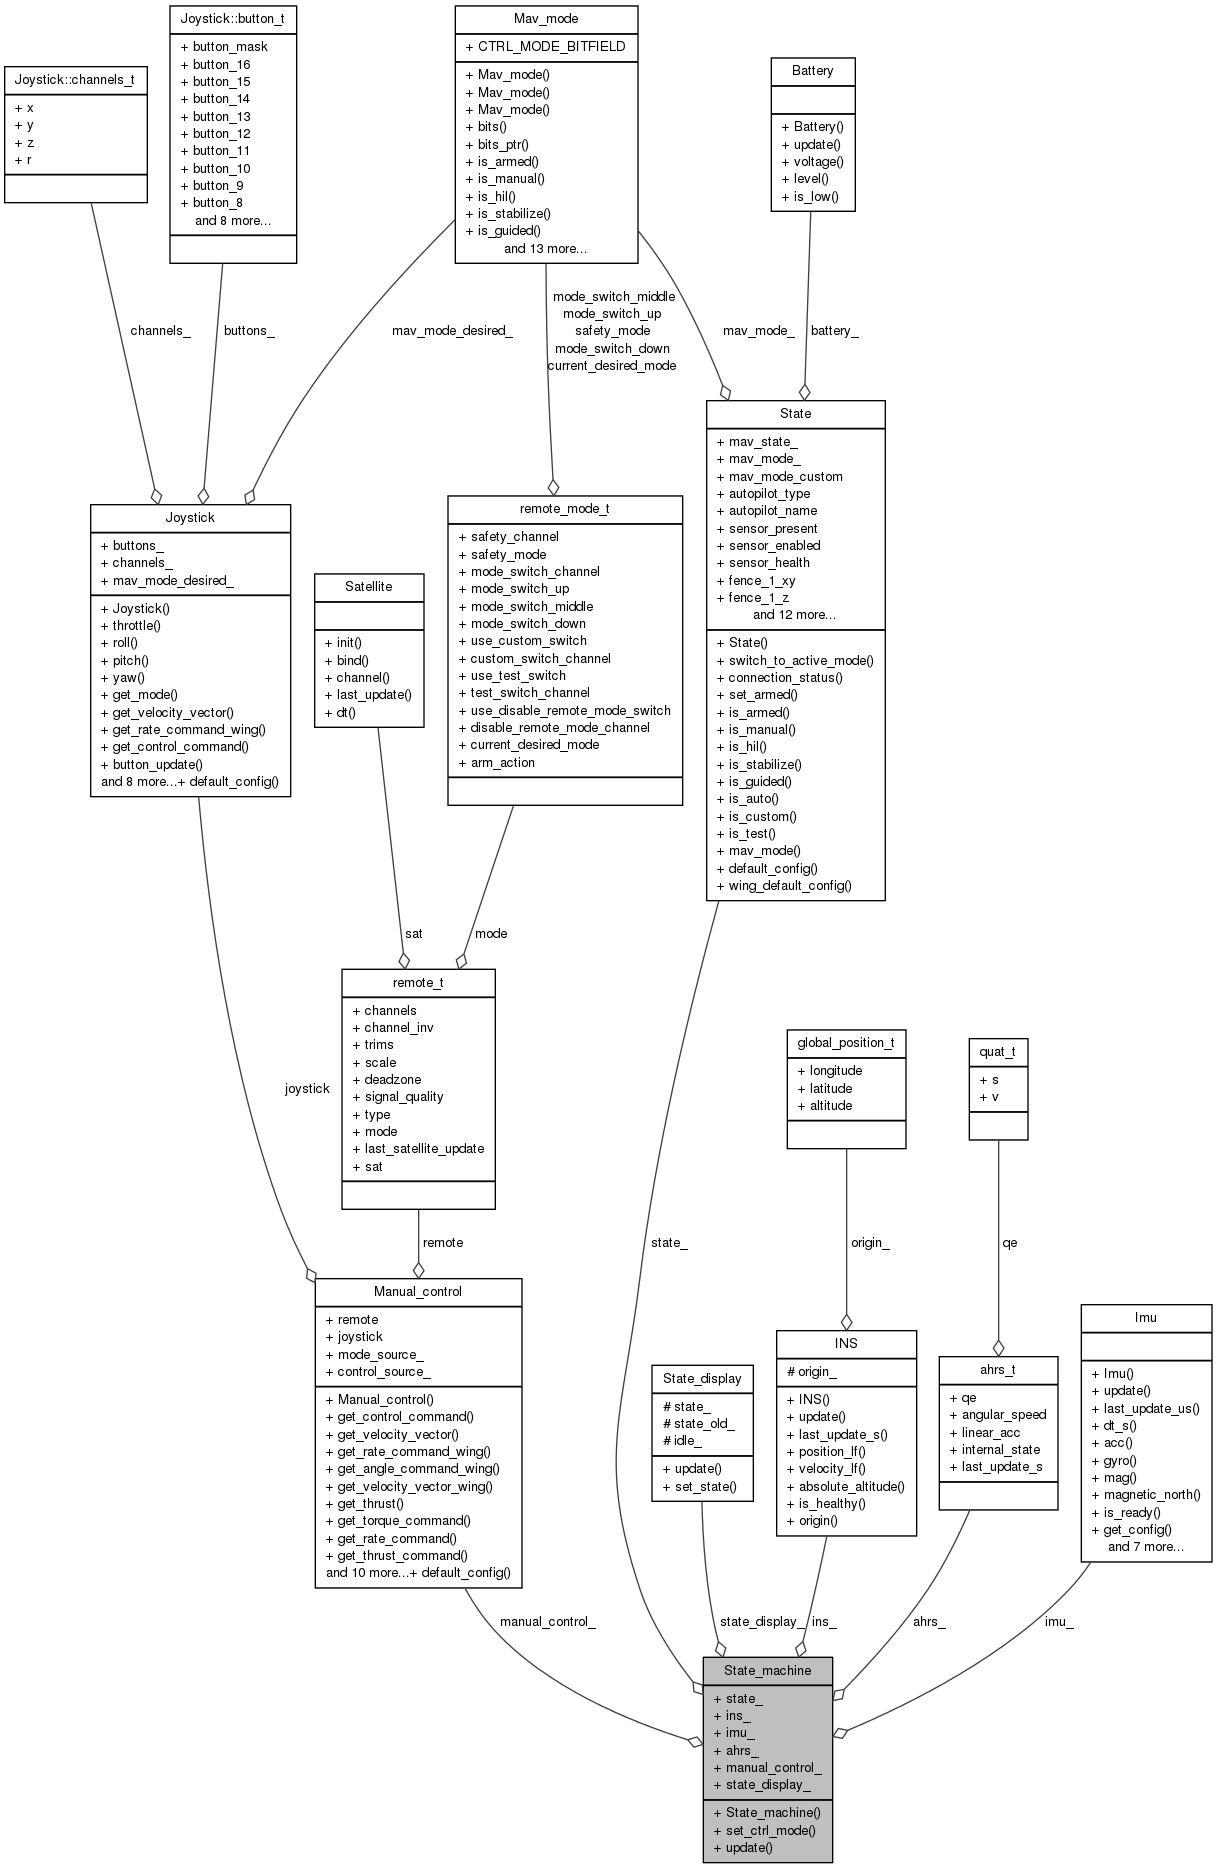 Joystick::button_t
+ button_mask
+ button_16
+ button_15
+ button_14
+ button_13
+ button_12
+ button_11
+ button_10
+ button_9
+ button_8
and 8 more...
Mav_mode
+ CTRL_MODE_BITFIELD
+ Mav_mode()
+ Mav_mode()
+ Mav_mode()
+ bits()
+ bits_ptr()
+ is_armed()
+ is_manual()
+ is_hil()
+ is_stabilize()
+ is_guided()
and 13 more...
Joystick::channels_t
+ x
+ y
+ z
+ r
Battery
+ Battery()
+ update()
+ voltage()
+ level()
+ is_low()
channels_
buttons_
mav_mode_desired_
mode_switch_middle
mode_switch_up
safety_mode
mode_switch_down
current_desired_mode
mav_mode_
battery_
State
+ mav_state_
+ mav_mode_
+ mav_mode_custom
+ autopilot_type
+ autopilot_name
+ sensor_present
+ sensor_enabled
+ sensor_health
+ fence_1_xy
+ fence_1_z
and 12 more...
+ State()
+ switch_to_active_mode()
+ connection_status()
+ set_armed()
+ is_armed()
+ is_manual()
+ is_hil()
+ is_stabilize()
+ is_guided()
+ is_auto()
+ is_custom()
+ is_test()
+ mav_mode()
+ default_config()
+ wing_default_config()
Joystick
+ buttons_
+ channels_
+ mav_mode_desired_
+ Joystick()
+ throttle()
+ roll()
+ pitch()
+ yaw()
+ get_mode()
+ get_velocity_vector()
+ get_rate_command_wing()
+ get_control_command()
+ button_update()
and 8 more...+ default_config()
Satellite
+ init()
+ bind()
+ channel()
+ last_update()
+ dt()
remote_mode_t
+ safety_channel
+ safety_mode
+ mode_switch_channel
+ mode_switch_up
+ mode_switch_middle
+ mode_switch_down
+ use_custom_switch
+ custom_switch_channel
+ use_test_switch
+ test_switch_channel
+ use_disable_remote_mode_switch
+ disable_remote_mode_channel
+ current_desired_mode
+ arm_action
sat
mode
remote_t
+ channels
+ channel_inv
+ trims
+ scale
+ deadzone
+ signal_quality
+ type
+ mode
+ last_satellite_update
+ sat
joystick
remote
state_
global_position_t
+ longitude
+ latitude
+ altitude
quat_t
+ s
+ v
origin_
qe
Manual_control
+ remote
+ joystick
+ mode_source_
+ control_source_
+ Manual_control()
+ get_control_command()
+ get_velocity_vector()
+ get_rate_command_wing()
+ get_angle_command_wing()
+ get_velocity_vector_wing()
+ get_thrust()
+ get_torque_command()
+ get_rate_command()
+ get_thrust_command()
and 10 more...+ default_config()
State_display
# state_
# state_old_
# idle_
+ update()
+ set_state()
INS
# origin_
+ INS()
+ update()
+ last_update_s()
+ position_lf()
+ velocity_lf()
+ absolute_altitude()
+ is_healthy()
+ origin()
ahrs_t
+ qe
+ angular_speed
+ linear_acc
+ internal_state
+ last_update_s
Imu
+ Imu()
+ update()
+ last_update_us()
+ dt_s()
+ acc()
+ gyro()
+ mag()
+ magnetic_north()
+ is_ready()
+ get_config()
and 7 more...
manual_control_
state_display_
ins_
ahrs_
imu_
State_machine
+ state_
+ ins_
+ imu_
+ ahrs_
+ manual_control_
+ state_display_
+ State_machine()
+ set_ctrl_mode()
+ update()